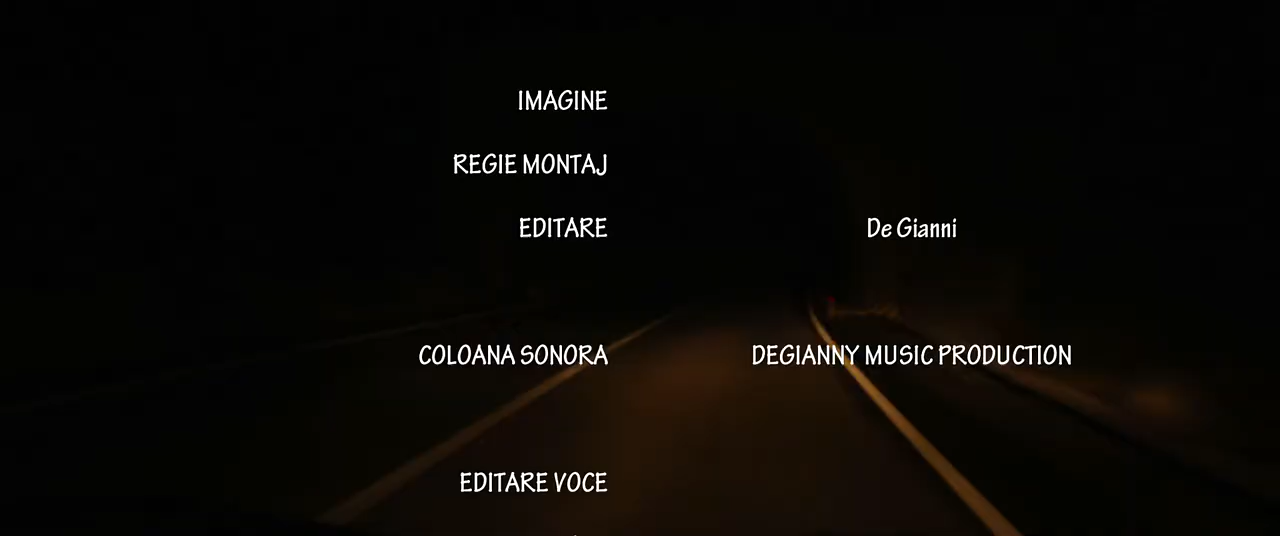 IMAGINE
REGIE MONTAJ
EDITARE De Gianni
COLOANA SONORA DEGIANNY MUSIC PRODUCTION
EDITARE VOCE